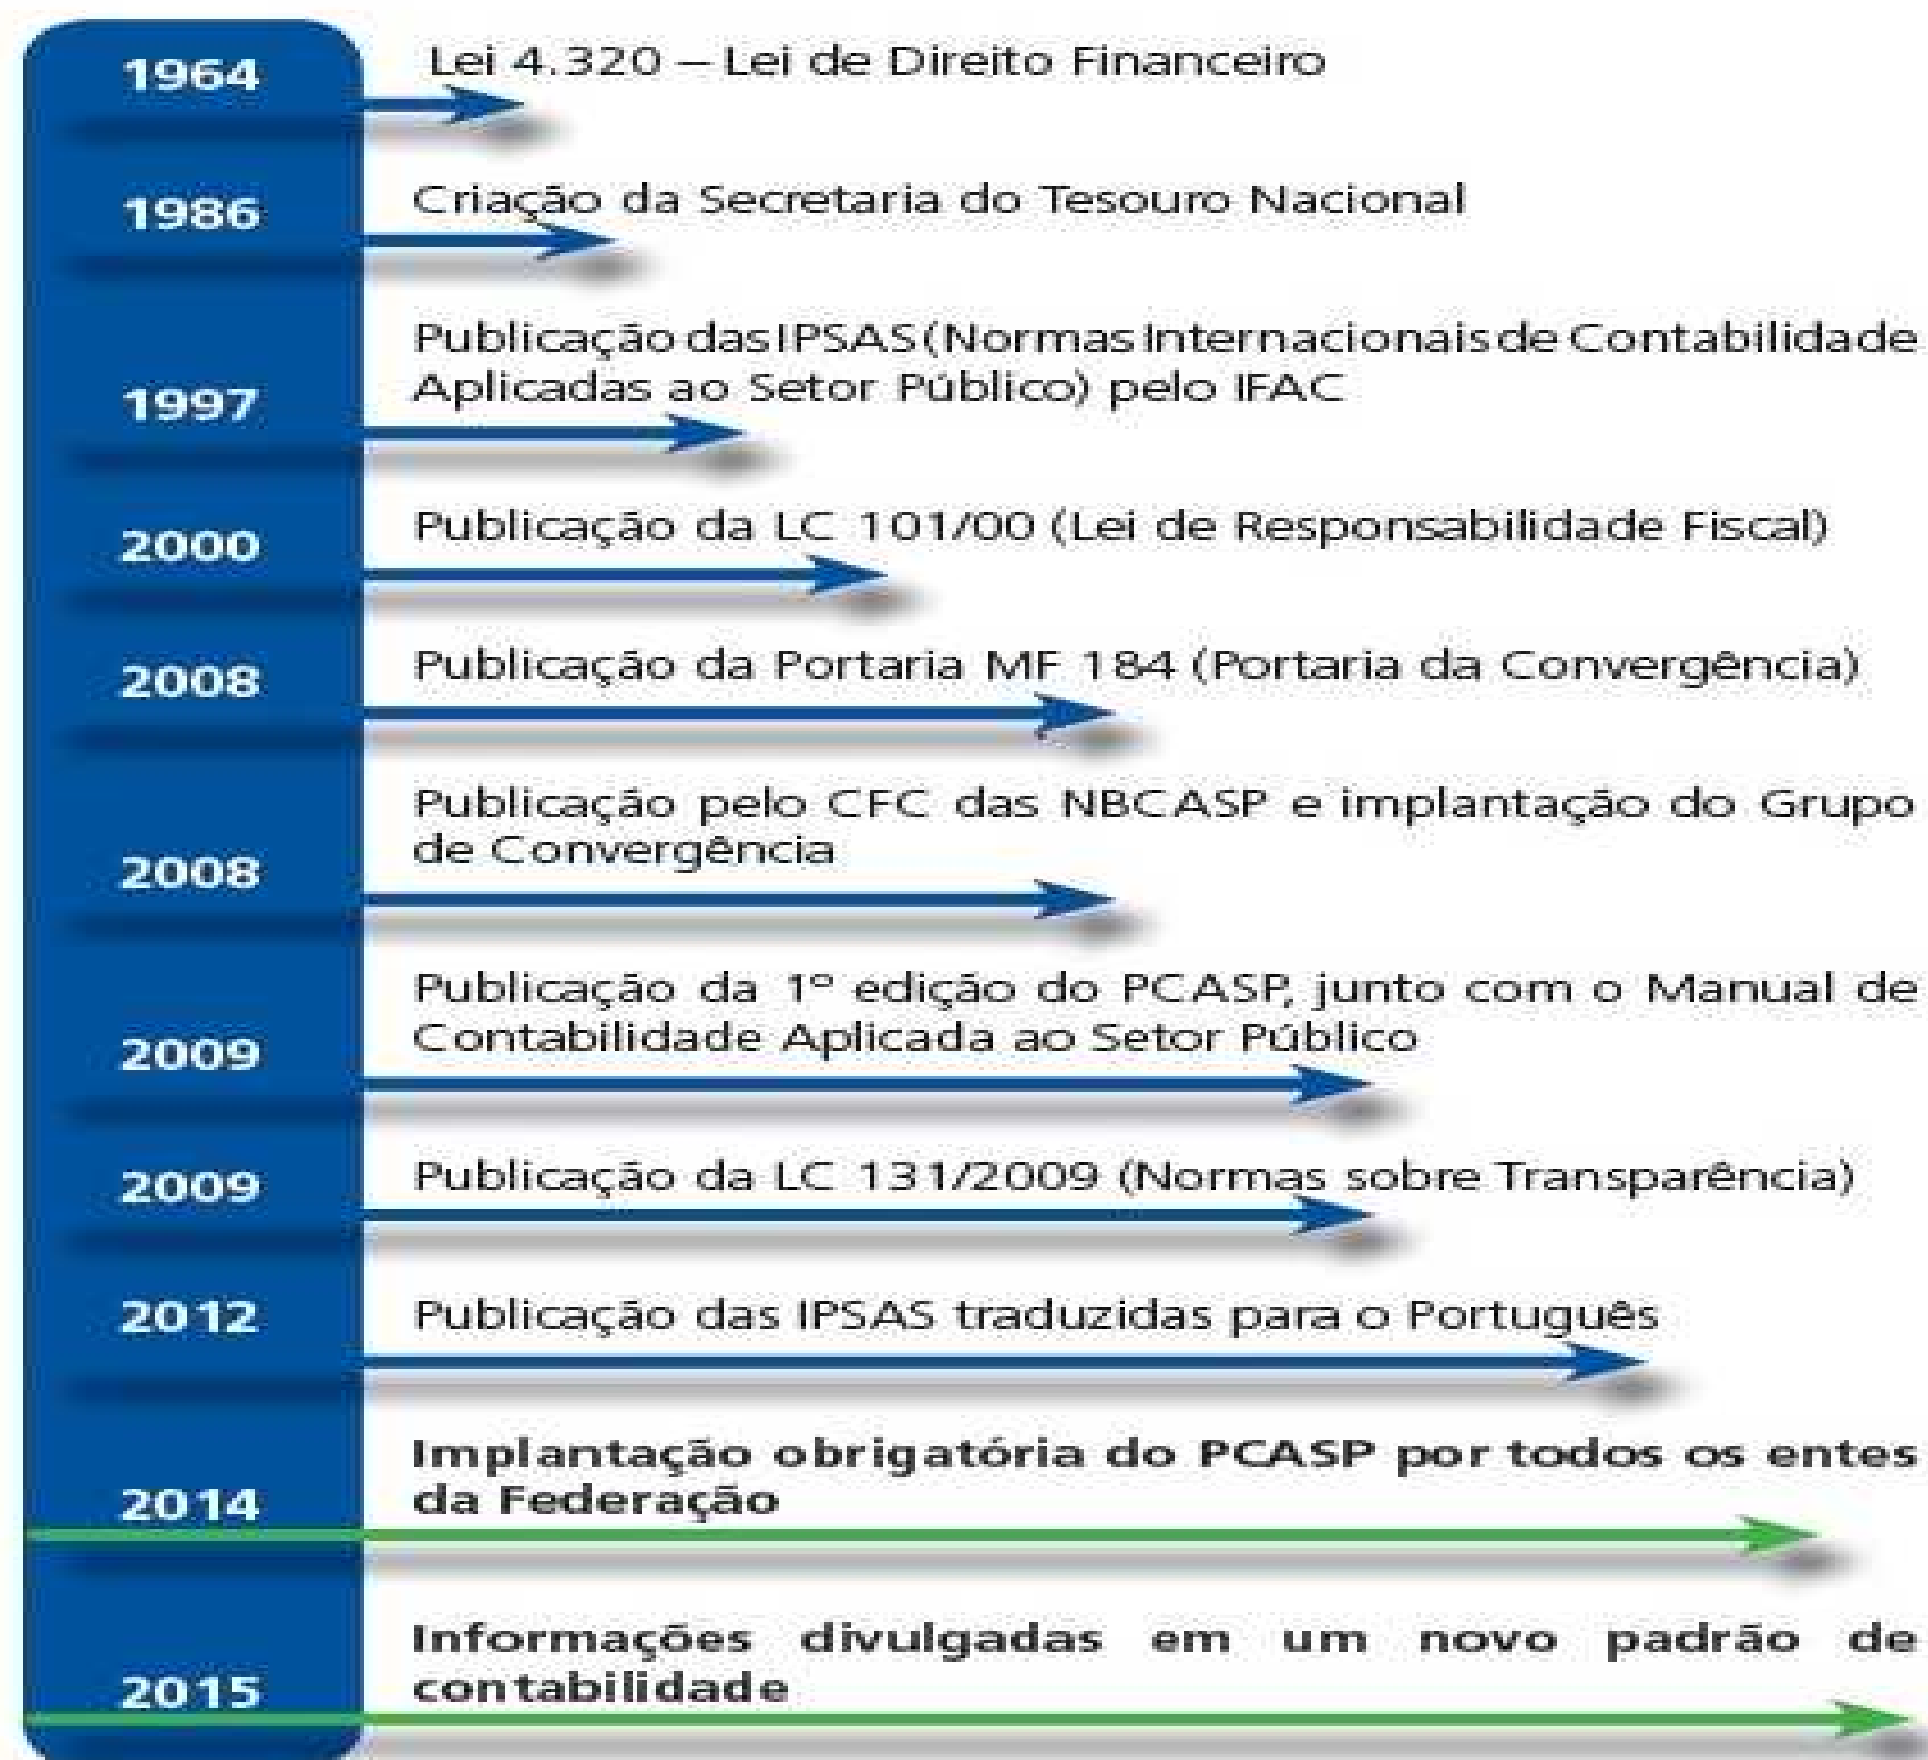 1964
Lei 4.320 – Lei de Direito Financeiro
1986
Criação da Secretaria do Tesouro Nacional
1997
Publicação das IPSAS (Normas Internacionais de Contabilidade
Aplicadas ao Setor Público) pelo IFAC
2000
Publicação da LC 101/00 (Lei de Responsabilidade Fiscal)
2008
Publicação da Portaria MF 184 (Portaria da Convergência)
2008
Publicação pelo CFC das NBCASP e implantação do Grupo
de Convergência
2009
Publicação da 1º edição do PCASP, junto com o Manual de
Contabilidade Aplicada ao Setor Público
2009
Publicação da LC 131/2009 (Normas sobre Transparência)
2012
Publicação das IPSAS traduzidas para o Português
2014
Implantação obrigatória do PCASP por todos os entes
da Federação
2015
Informações divulgadas em um novo padrão de
contabilidade